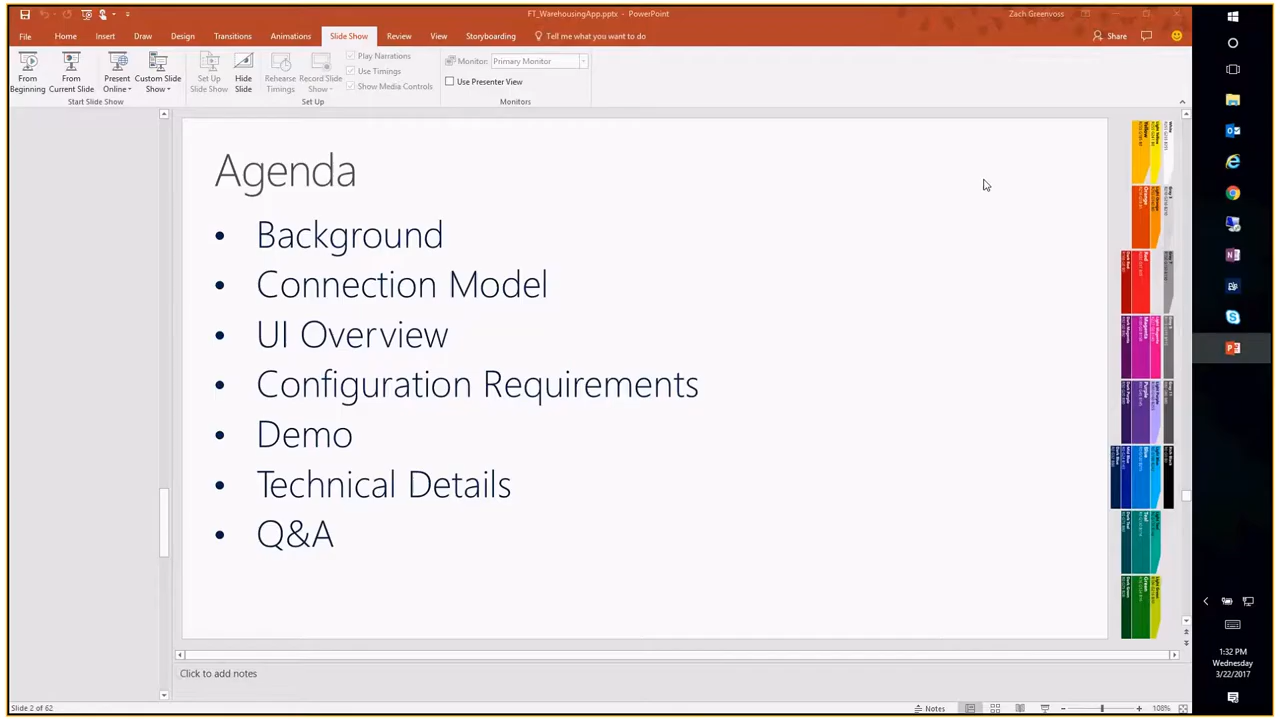 FT_WarehousingApp.pptx - PowerPoint
Zach Greenvoss
File Home Insert Draw Design Transitions Animations Slide Show Review View Storyboarding Tell me what you want to do Share
From Beginning
From Current Slide
Present Online
Custom Slide Show
Set Up Slide Show
Hide Slide
Rehearse Timings
Record Slide Show
Play Narrations
Use Timings
Show Media Controls
Monitor: Primary Monitor
Use Presenter View
Start Slide Show
Set Up
Monitors
Agenda
• Background
• Connection Model
• UI Overview
• Configuration Requirements
• Demo
• Technical Details
• Q&A
Click to add notes
Slide 2 of 62
Notes
108%
1:32 PM
Wednesday
3/22/2017